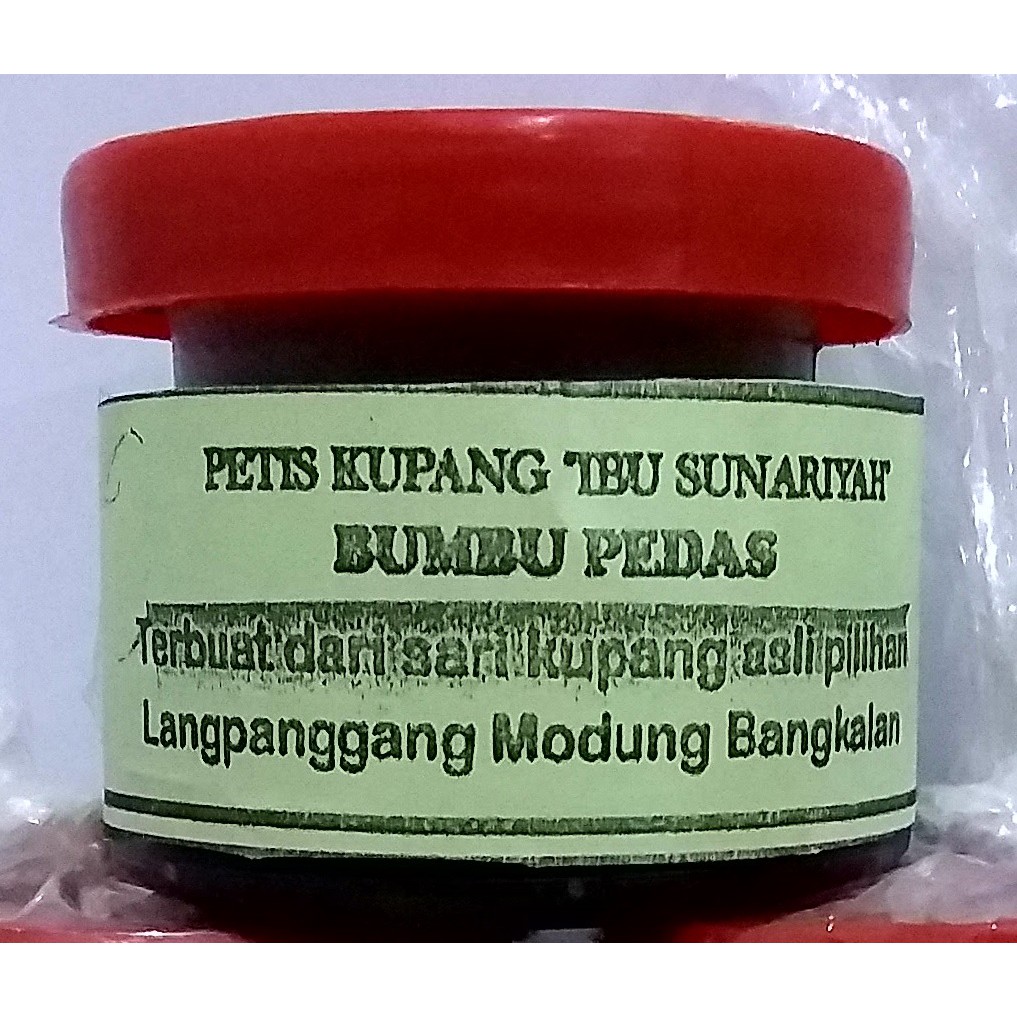 PETIS KUPANG "IBU SUNARIYAH"
BUMBU PEDAS
Terbuat dari sari kupang asli pilihan
Langpanggang Modung Bangkalan